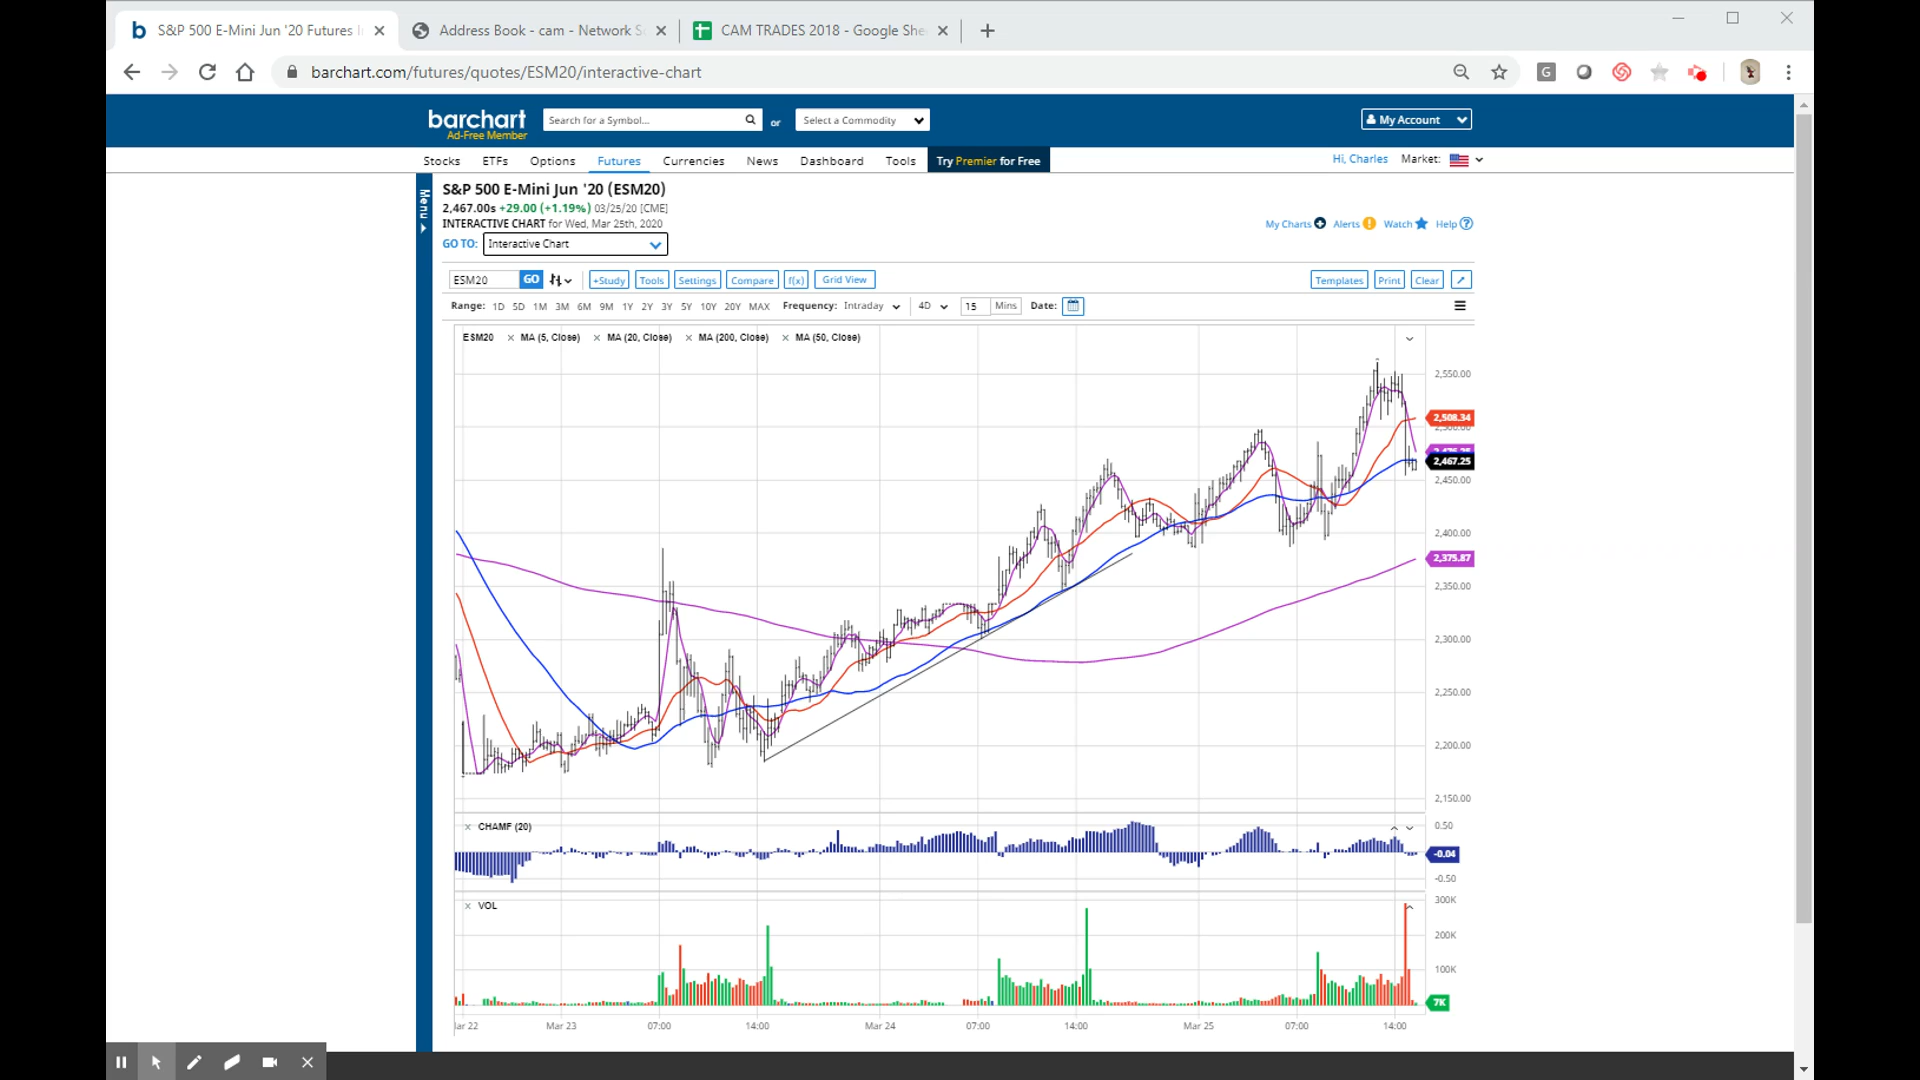 S&P 500 E-Mini Jun '20 Futures I
Address Book - cam - Network S
CAM TRADES 2018 - Google She
barchart.com/futures/quotes/ESM20/interactive-chart
barchart
Ad-Free Member
Search for a Symbol...
or
Select a Commodity
My Account
Stocks ETFs Options Futures Currencies News Dashboard Tools Try Premier for Free
Hi, Charles Market:
Menu
S&P 500 E-Mini Jun '20 (ESM20)
2,467.00s +29.00 (+1.19%) 03/25/20 [CME]
INTERACTIVE CHART for Wed, Mar 25th, 2020
My Charts Alerts Watch Help
GO TO: Interactive Chart
ESM20 GO +Study Tools Settings Compare f(x) Grid View Templates Print Clear
Range: 1D 5D 1M 3M 6M 9M 1Y 2Y 3Y 5Y 10Y 20Y MAX Frequency: Intraday 4D 15 Mins Date:
ESM20 MA (5, Close) MA (20, Close) MA (200, Close) MA (50, Close)
2,550.00
2,508.34
2,500.00
2,467.25
2,450.00
2,400.00
2,375.87
2,350.00
2,300.00
2,250.00
2,200.00
2,150.00
CHAMF (20)
0.50
-0.04
-0.50
VOL
300K
200K
100K
7K
ar 22 Mar 23 07:00 14:00 Mar 24 07:00 14:00 Mar 25 07:00 14:00